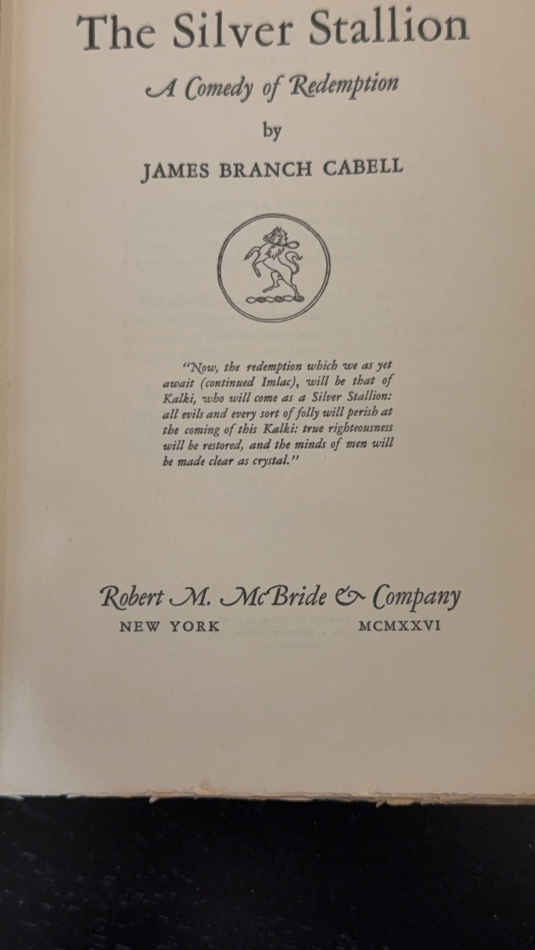 The Silver Stallion
A Comedy of Redemption
by
JAMES BRANCH CABELL
"Now, the redemption which we as yet
await (continued Imlac), will be that of
Kalki, who will come as a Silver Stallion:
all evils and every sort of folly will perish at
the coming of this Kalki: true righteousness
will be restored, and the minds of men will
be made clear as crystal."
Robert M. McBride & Company
NEW YORK MCMXXVI